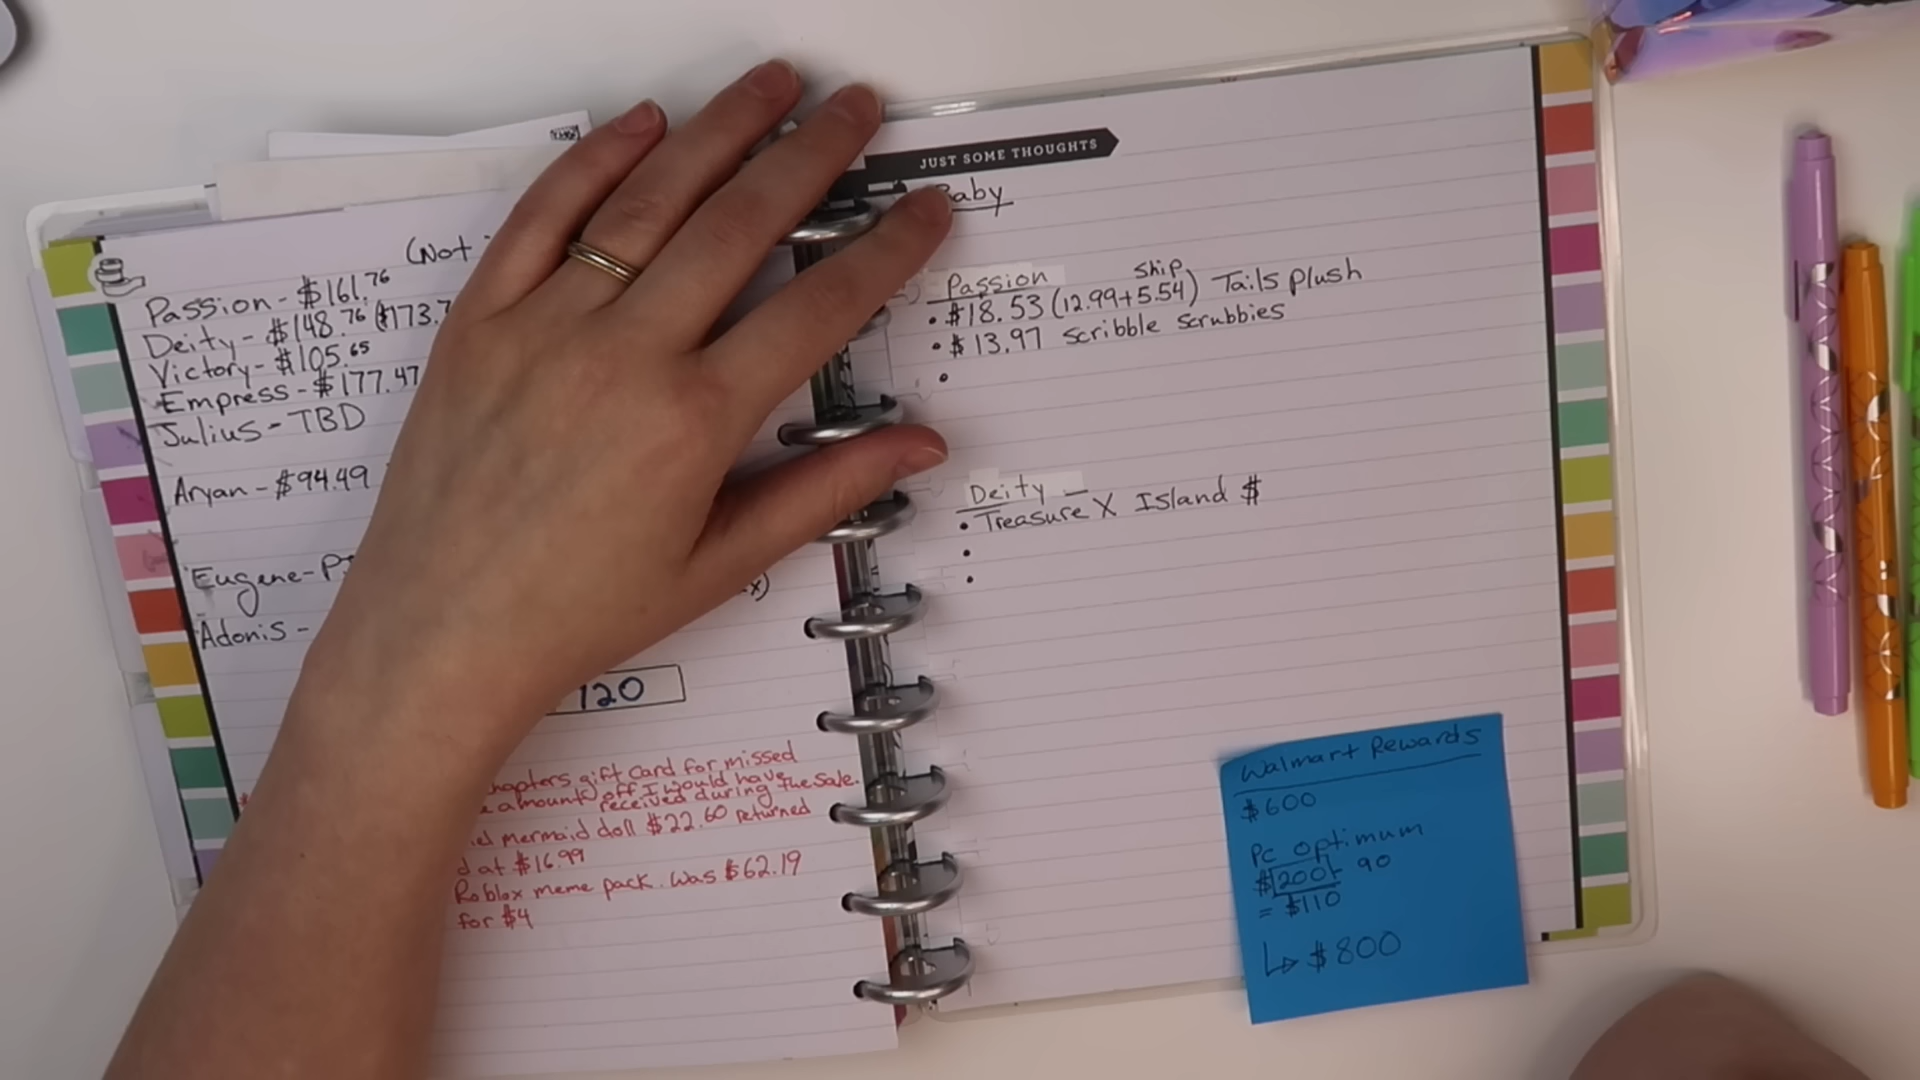 (Not
Passion - $161.76
Deity - $148.76 ($173.7
Victory - $105.65
Empress - $177.47
Julius - TBD
Aryan - $94.49
Eugene -
Adonis -
120
hapters gift card for missed
amount off I would have
received during the sale.
mermaid doll $22.60 returned
d at $16.99
Roblox meme pack. Was $62.19
for $4
JUST SOME THOUGHTS
Baby
Passion
• $18.53 (12.99+5.54) Tails plush
ship
• $13.97 Scribble Scrubbies
•
Deity -
• Treasure X Island $
•
•
Walmart Rewards
$600
Pc optimum
$200 - 90
= $110
↳ $800